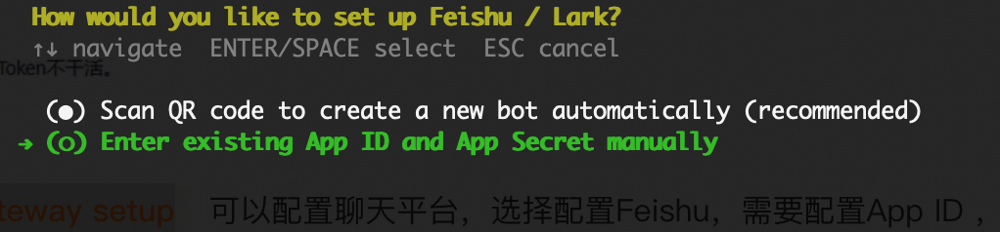 How would you like to set up Feishu / Lark?
↑↓ navigate  ENTER/SPACE select  ESC cancel
Token不干活。
(●) Scan QR code to create a new bot automatically (recommended)
→ (○) Enter existing App ID and App Secret manually
teway setup 可以配置聊天平台，选择配置Feishu，需要配置App ID ，